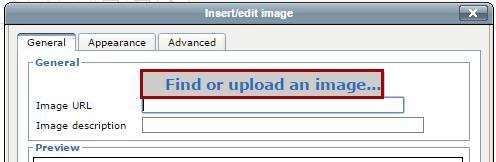 Insert/edit image
General Appearance Advanced
General
Find or upload an image...
Image URL
Image description
Preview